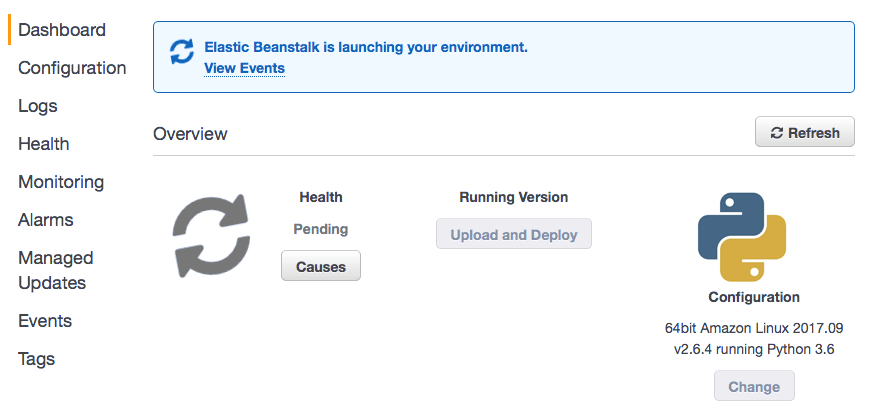 Dashboard
Configuration
Logs
Health
Monitoring
Alarms
Managed
Updates
Events
Tags
Elastic Beanstalk is launching your environment.
View Events
Overview
Refresh
Health
Pending
Causes
Running Version
Upload and Deploy
Configuration
64bit Amazon Linux 2017.09
v2.6.4 running Python 3.6
Change